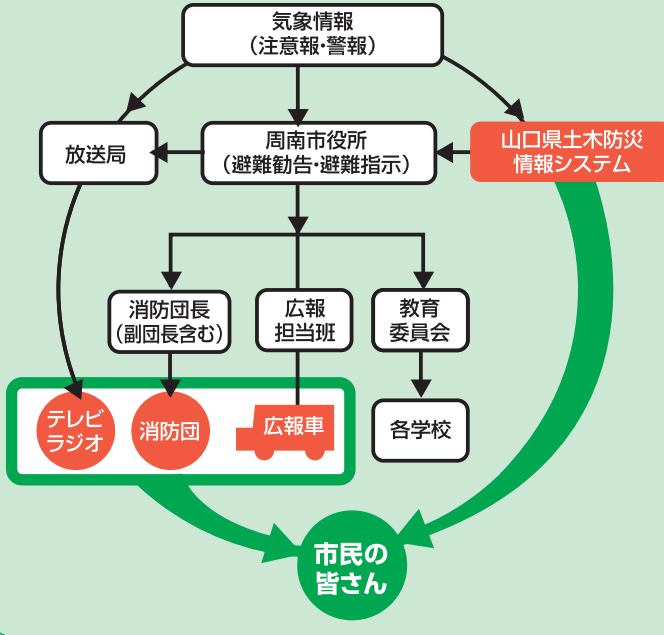 気象情報
(注意報・警報)
放送局
周南市役所
(避難勧告・避難指示)
山口県土木防災
情報システム
消防団長
(副団長含む)
広報
担当班
教育
委員会
テレビ
ラジオ
消防団
広報車
各学校
市民の
皆さん